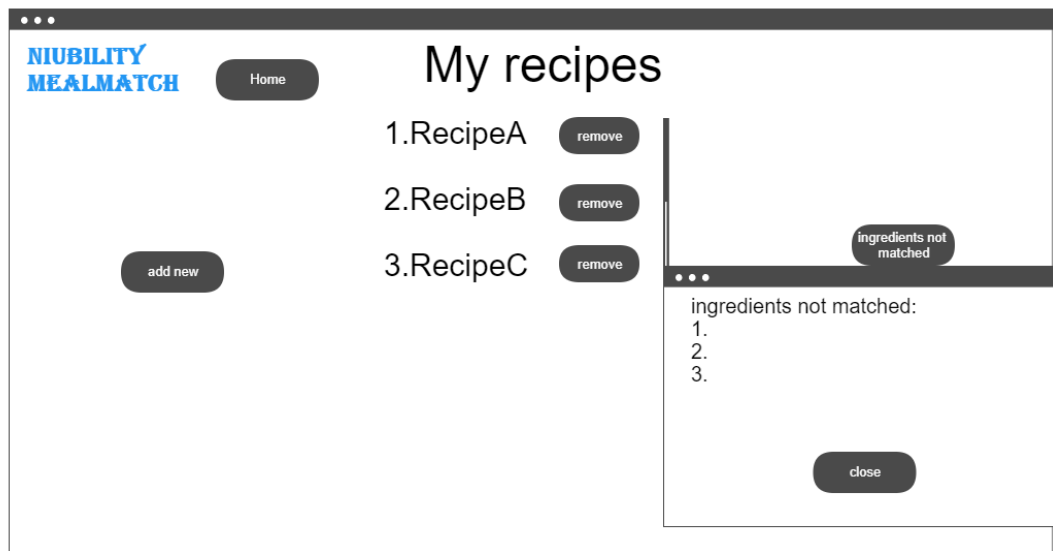 NIUBILITY
MEALMATCH
Home
My recipes
1.RecipeA
remove
2.RecipeB
remove
3.RecipeC
remove
add new
ingredients not
matched
ingredients not matched:
1.
2.
3.
close